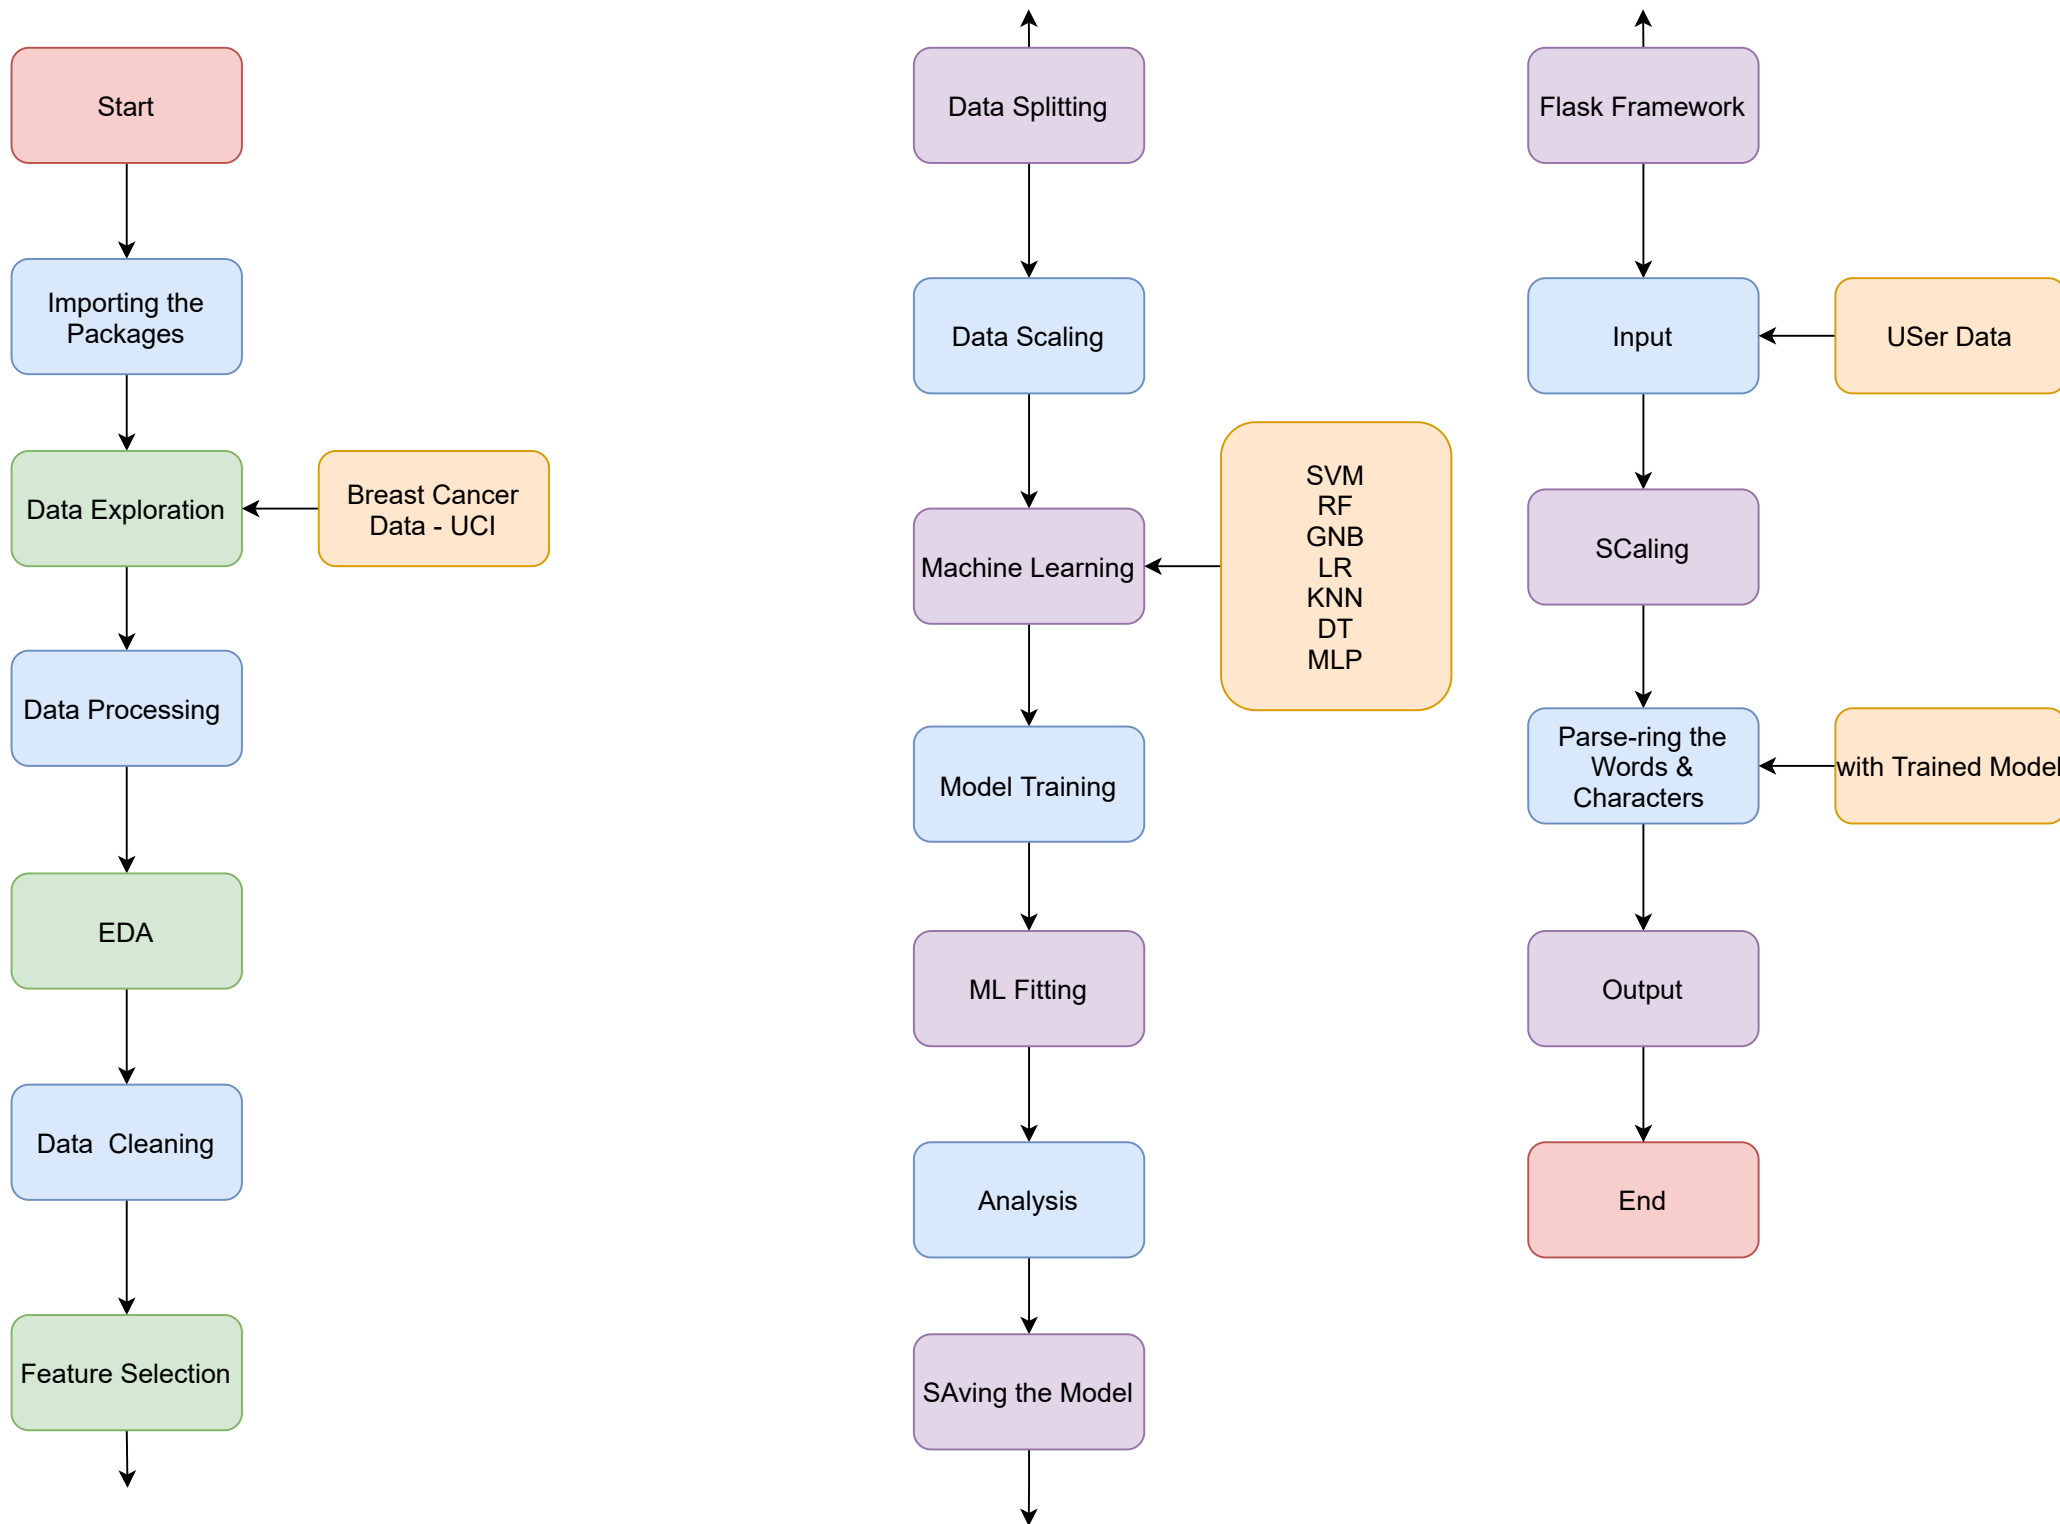 Start
Importing the
Packages
Data Exploration
Breast Cancer
Data - UCI
Data Processing
EDA
Data  Cleaning
Feature Selection
Data Splitting
Data Scaling
Machine Learning
SVM
RF
GNB
LR
KNN
DT
MLP
Model Training
ML Fitting
Analysis
SAving the Model
Flask Framework
Input
USer Data
SCaling
Parse-ring the
Words &
Characters
with Trained Model
Output
End